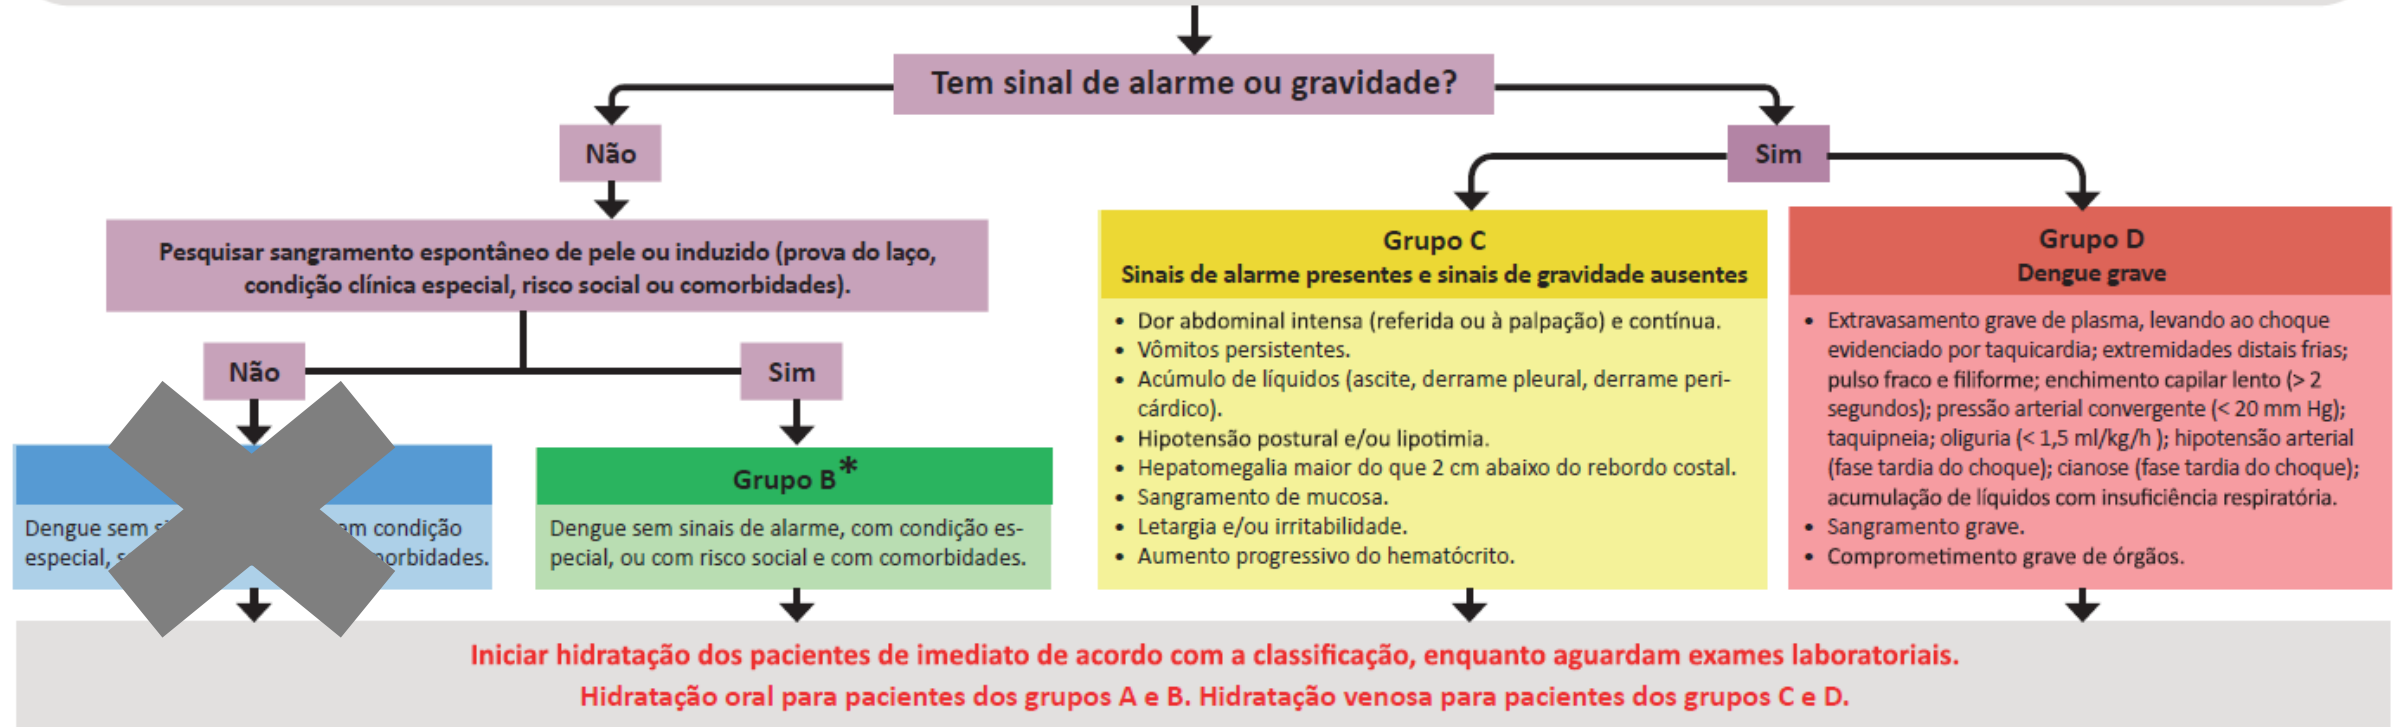 Tem sinal de alarme ou gravidade?
Não
Sim
Pesquisar sangramento espontâneo de pele ou induzido (prova do laço,
condição clínica especial, risco social ou comorbidades).
Não
Sim
Dengue sem em condição
especial, orbidades.
Grupo B*
Dengue sem sinais de alarme, com condição es-
pecial, ou com risco social e com comorbidades.
Grupo C
Sinais de alarme presentes e sinais de gravidade ausentes
• Dor abdominal intensa (referida ou à palpação) e contínua.
• Vômitos persistentes.
• Acúmulo de líquidos (ascite, derrame pleural, derrame peri-
cárdico).
• Hipotensão postural e/ou lipotimia.
• Hepatomegalia maior do que 2 cm abaixo do rebordo costal.
• Sangramento de mucosa.
• Letargia e/ou irritabilidade.
• Aumento progressivo do hematócrito.
Grupo D
Dengue grave
• Extravasamento grave de plasma, levando ao choque
evidenciado por taquicardia; extremidades distais frias;
pulso fraco e filiforme; enchimento capilar lento (> 2
segundos); pressão arterial convergente (< 20 mm Hg);
taquipneia; oliguria (< 1,5 ml/kg/h ); hipotensão arterial
(fase tardia do choque); cianose (fase tardia do choque);
acumulação de líquidos com insuficiência respiratória.
• Sangramento grave.
• Comprometimento grave de órgãos.
Iniciar hidratação dos pacientes de imediato de acordo com a classificação, enquanto aguardam exames laboratoriais.
Hidratação oral para pacientes dos grupos A e B. Hidratação venosa para pacientes dos grupos C e D.